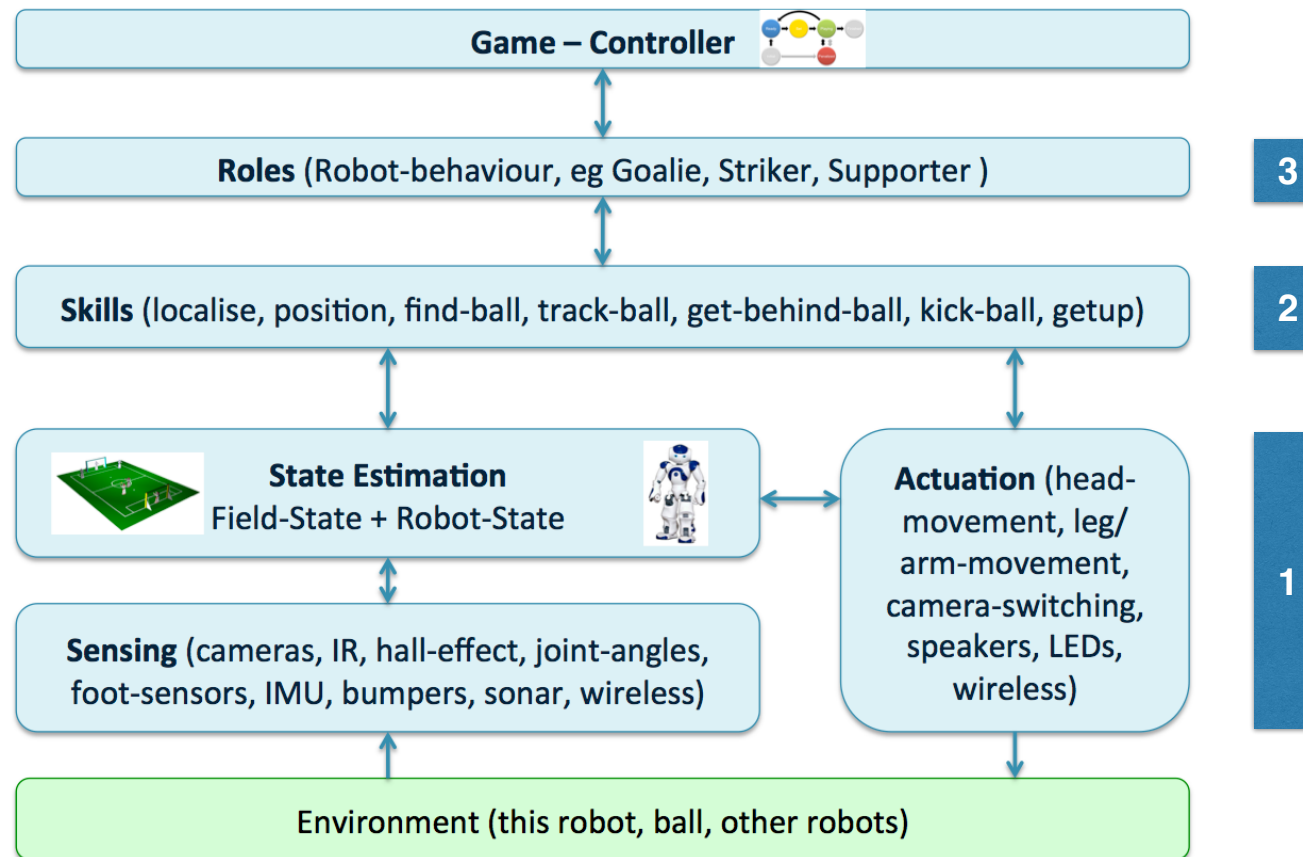 Game – Controller
Roles (Robot-behaviour, eg Goalie, Striker, Supporter )
3
Skills (localise, position, find-ball, track-ball, get-behind-ball, kick-ball, getup)
2
State Estimation
Field-State + Robot-State
Actuation (head-
movement, leg/
arm-movement,
camera-switching,
speakers, LEDs,
wireless)
1
Sensing (cameras, IR, hall-effect, joint-angles,
foot-sensors, IMU, bumpers, sonar, wireless)
Environment (this robot, ball, other robots)